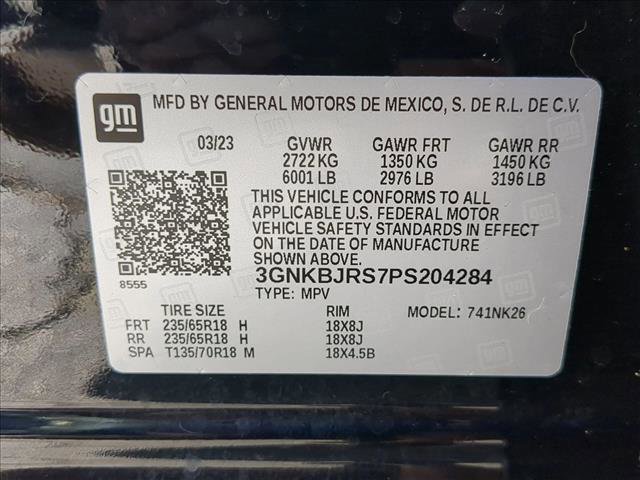 gm MFD BY GENERAL MOTORS DE MEXICO, S. DE R.L. DE C.V.
03/23 GVWR GAWR FRT GAWR RR
2722 KG 1350 KG 1450 KG
6001 LB 2976 LB 3196 LB
THIS VEHICLE CONFORMS TO ALL
APPLICABLE U.S. FEDERAL MOTOR
VEHICLE SAFETY STANDARDS IN EFFECT
ON THE DATE OF MANUFACTURE
SHOWN ABOVE.
8555 3GNKBJRS7PS204284
TYPE: MPV
TIRE SIZE RIM MODEL: 741NK26
FRT 235/65R18 H 18X8J
RR 235/65R18 H 18X8J
SPA T135/70R18 M 18X4.5B